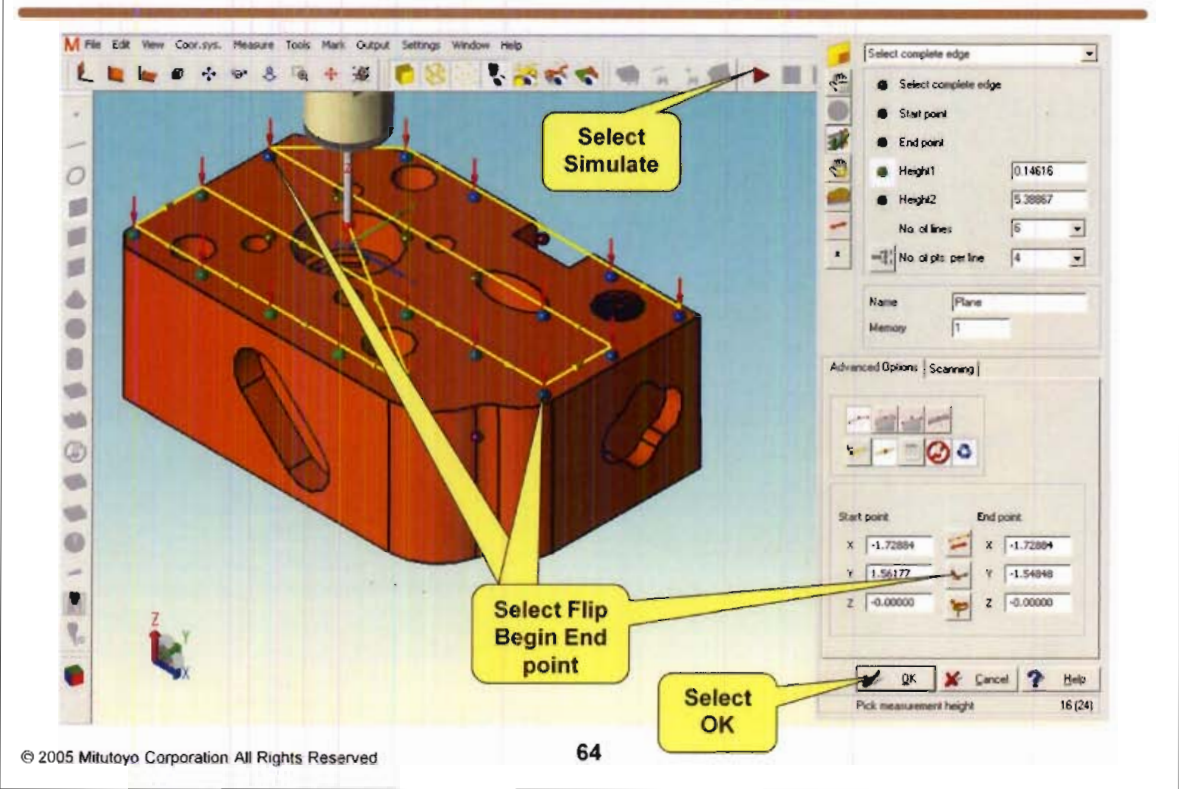 File Edit View Coor.sys. Measure Tools Mark Output Settings Window Help
Select complete edge
Select complete edge
Start point
End point
Height1 0.14616
Height2 5.38867
No. of lines 6
No. of pts. per line 4
Name Plane
Memory 1
Advanced Options Scanning
Start point End point
X -1.72884 X -1.72884
Y 1.56177 Y -1.54848
Z -0.00000 Z -0.00000
OK Cancel Help
Pick measurement height 16 (24)
Select
Simulate
Select Flip
Begin End
point
Select
OK
Z
Y
X
© 2005 Mitutoyo Corporation All Rights Reserved
64